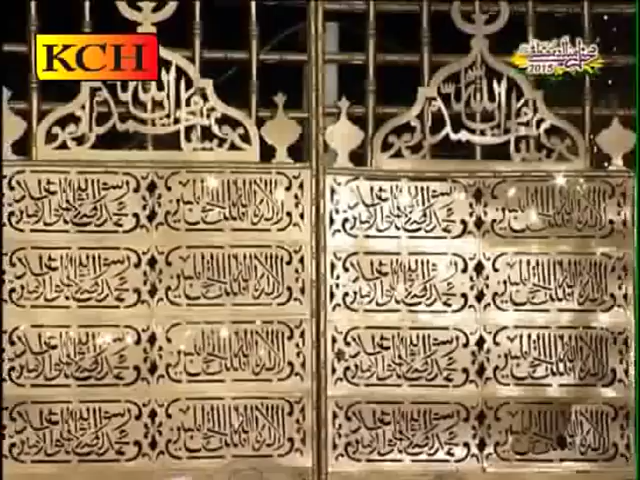 KCH
2015
لا إله إلا الله الملك الحق المبين محمد رسول الله صادق الوعد الأمين لا إله إلا الله الملك الحق المبين محمد رسول الله صادق الوعد الأمين
لا إله إلا الله الملك الحق المبين محمد رسول الله صادق الوعد الأمين لا إله إلا الله الملك الحق المبين محمد رسول الله صادق الوعد الأمين
لا إله إلا الله الملك الحق المبين محمد رسول الله صادق الوعد الأمين لا إله إلا الله الملك الحق المبين محمد رسول الله صادق الوعد الأمين
لا إله إلا الله الملك الحق المبين محمد رسول الله صادق الوعد الأمين لا إله إلا الله الملك الحق المبين محمد رسول الله صادق الوعد الأمين